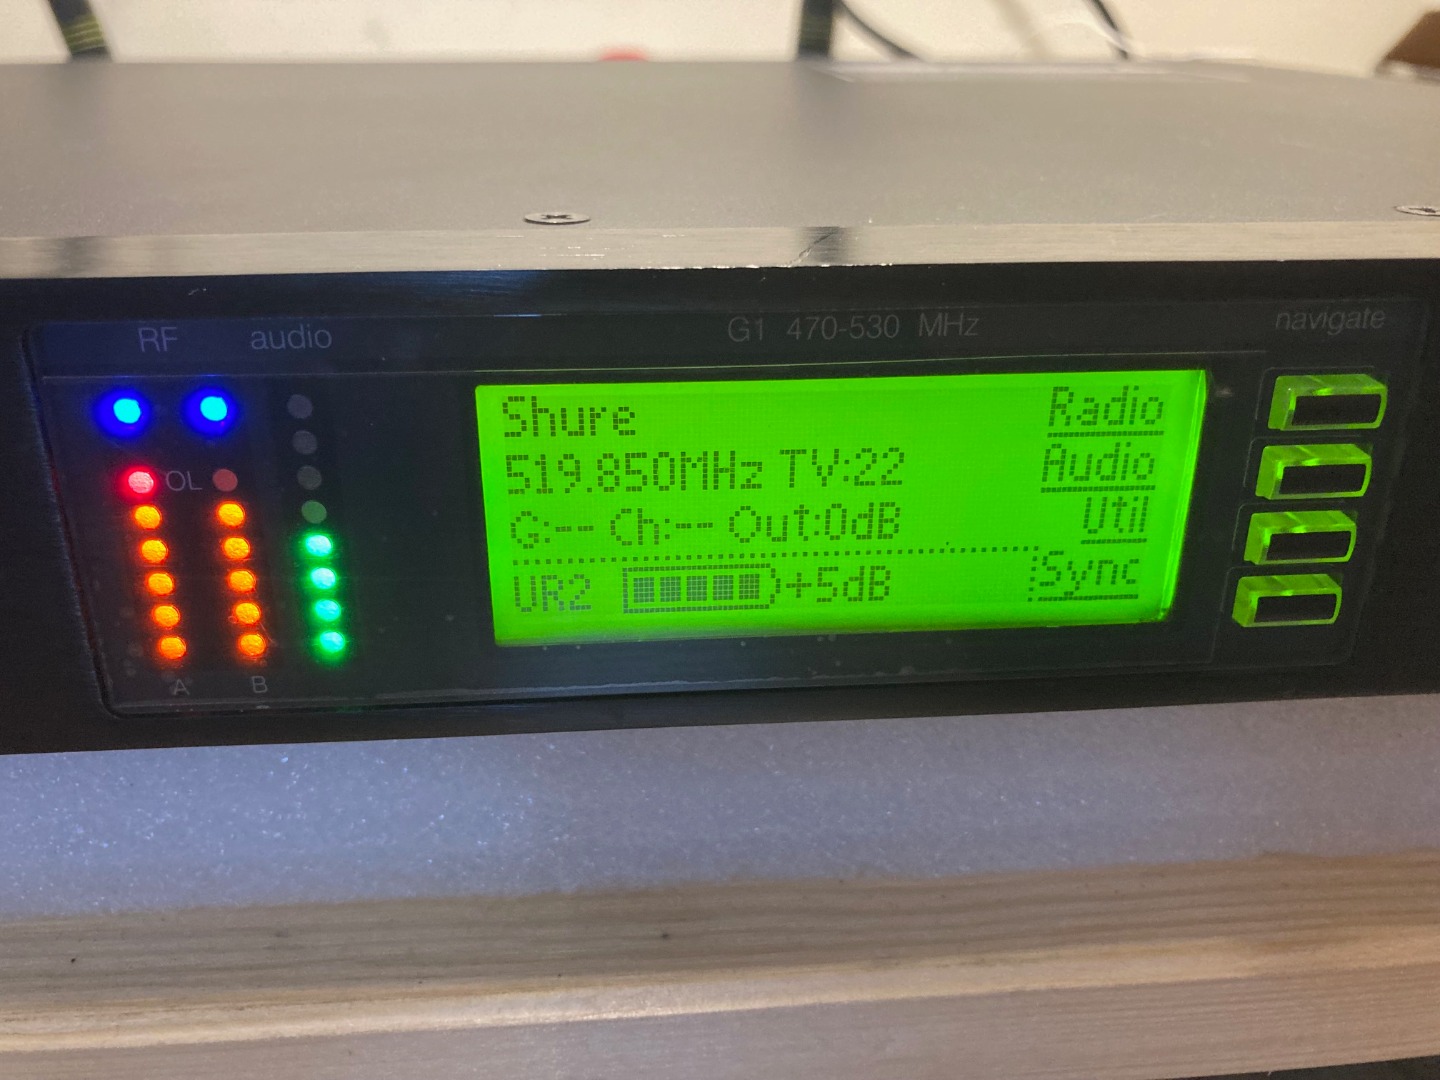 RF audio G1 470-530 MHz navigate
Shure Radio
519.850MHz TV:22 Audio
OL
G:-- Ch:-- Out:0dB Util
UR2 +5dB Sync
A B